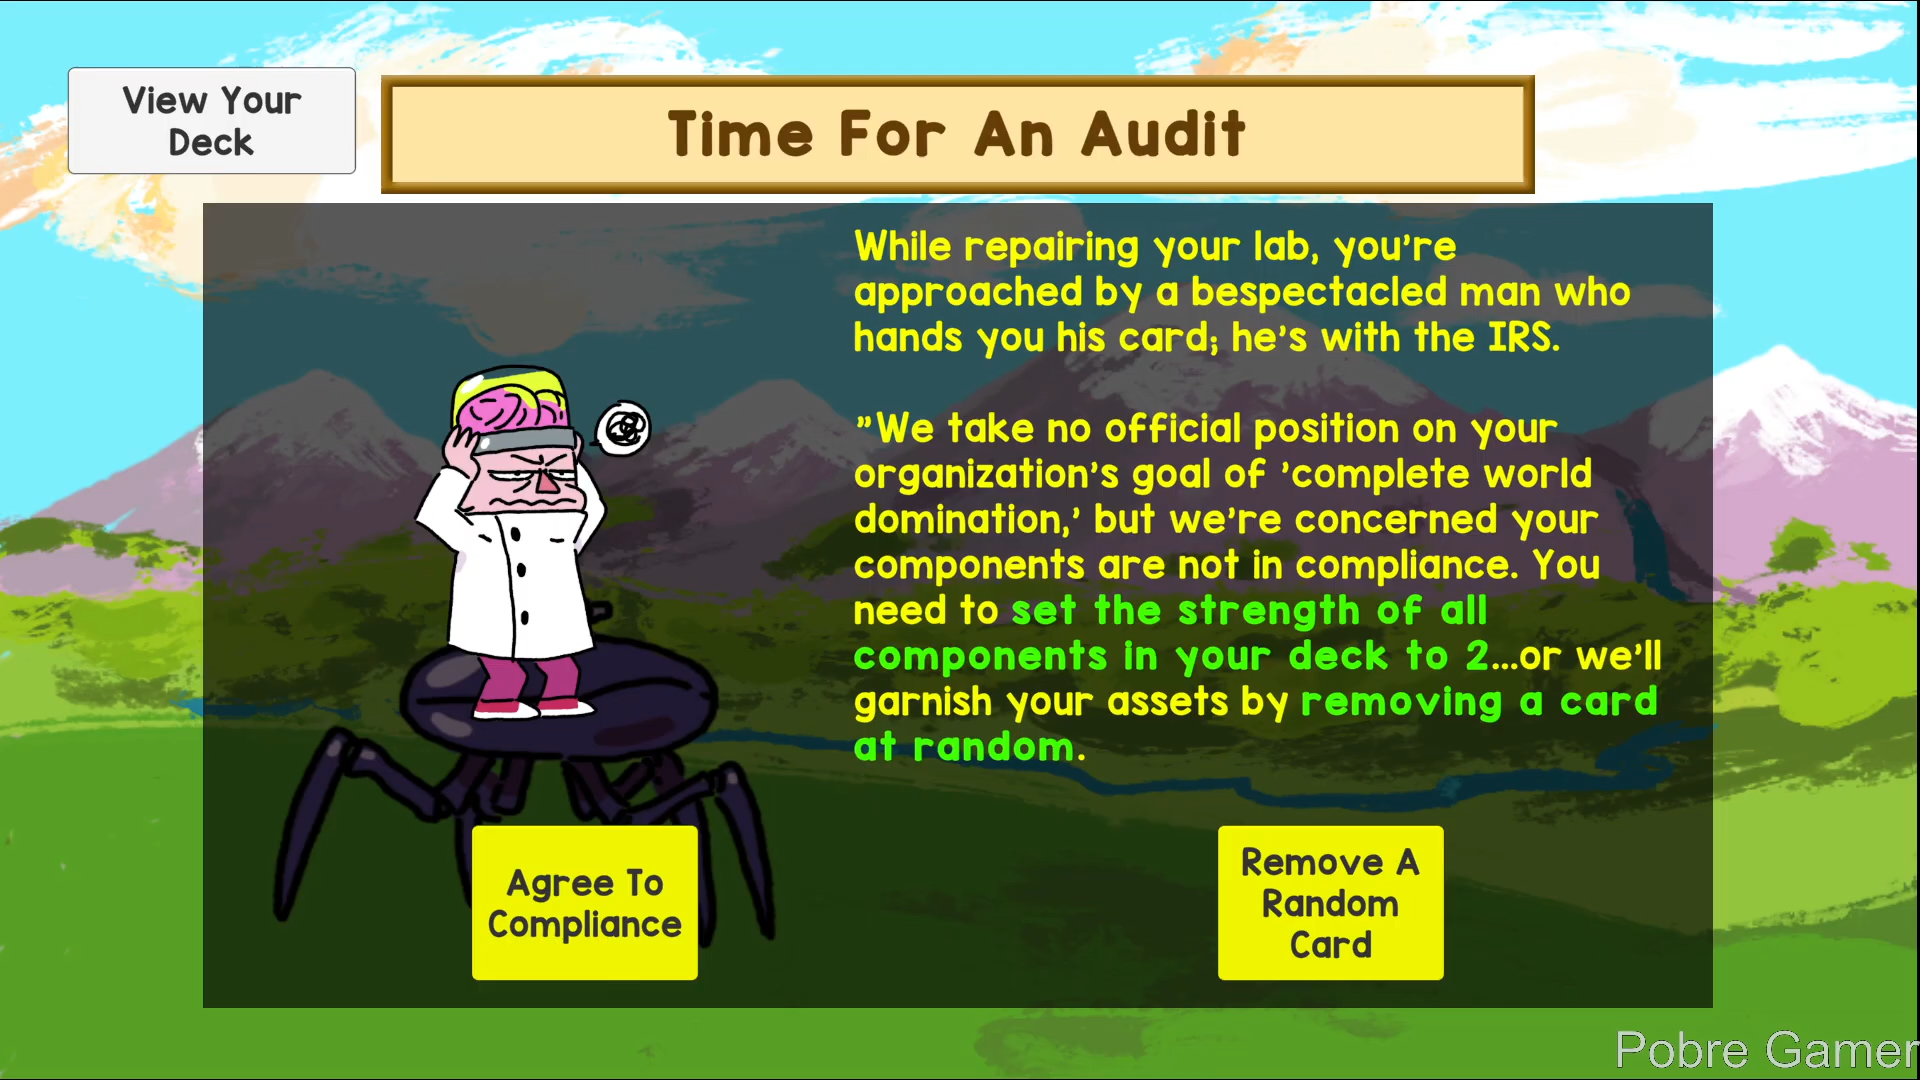 View Your
Deck
Time For An Audit
While repairing your lab, you're
approached by a bespectacled man who
hands you his card; he's with the IRS.
"We take no official position on your
organization's goal of 'complete world
domination,' but we're concerned your
components are not in compliance. You
need to set the strength of all
components in your deck to 2...or we'll
garnish your assets by removing a card
at random.
Agree To
Compliance
Remove A
Random
Card
Pobre Gamer